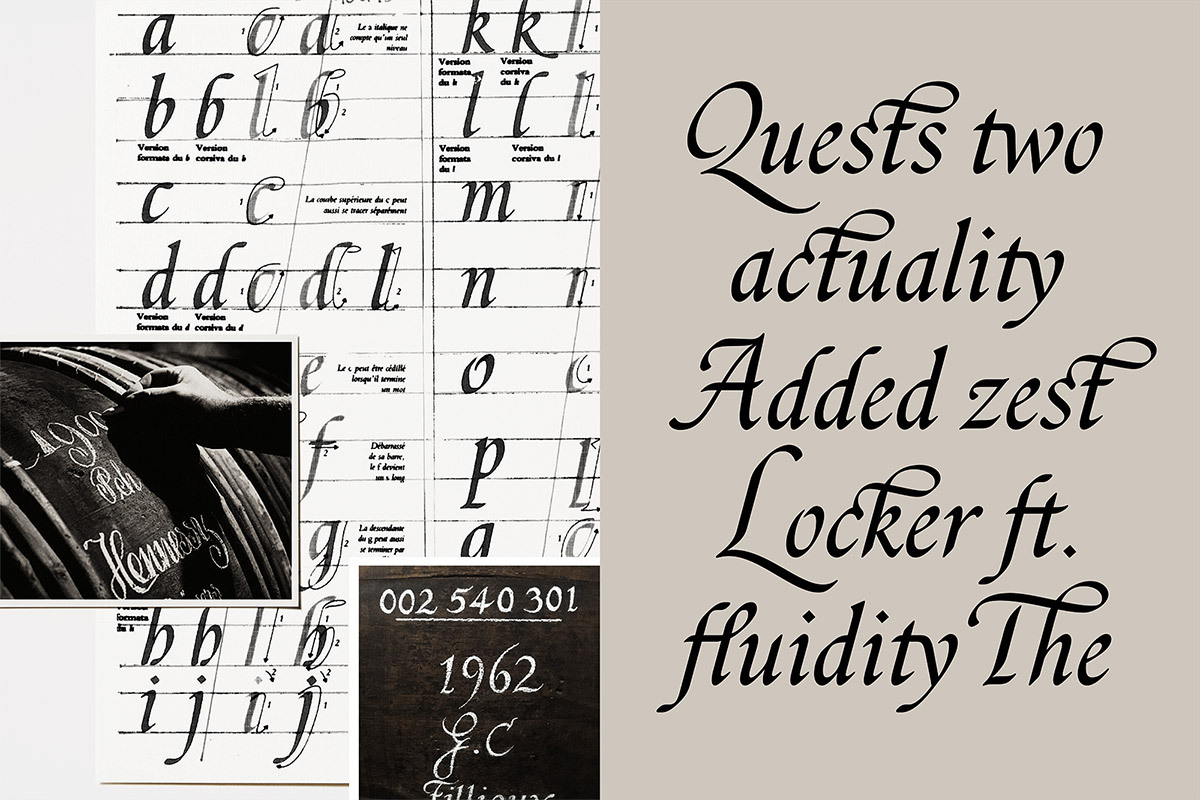 a o d
Le a italique ne
compte qu'un seul
niveau
b b l b
Version
formata du b
Version
corsiva du b
c c
La courbe supérieure du c peut
aussi se tracer séparément
d d o d l
Version
formata du d
Version
corsiva du d
e
Le c peut être cédillé
lorsqu'il termine
un mot
f
Débarrassé
de sa barre,
le f devient
un s long
g
La descendante
du g peut aussi
se terminer par
formata
i j i j
k k l
Version
formata
du k
Version
corsiva
du k
l l l
Version
formata
du l
Version
corsiva du l
m
n
o
p
Hennessy
002 540 301
1962
G.C
Fillioux
Quests two
actuality
Added zest
Locker ft.
fluidity The